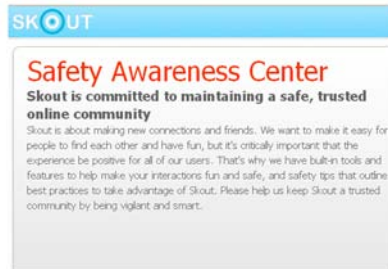 SKOUT
Safety Awareness Center
Skout is committed to maintaining a safe, trusted
online community
Skout is about making new connections and friends. We want to make it easy for
people to find each other and have fun, but it's critically important that the
experience be positive for all of our users. That's why we have built-in tools and
features to help make your interactions fun and safe, and safety tips that outline
best practices to take advantage of Skout. Please help us keep Skout a trusted
community by being vigilant and smart.